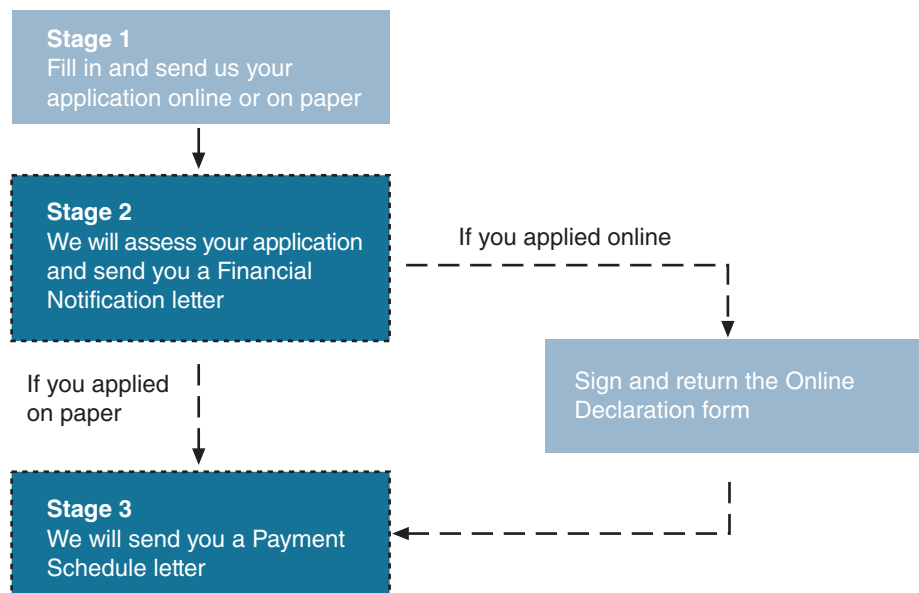 Stage 1
Fill in and send us your
application online or on paper
Stage 2
We will assess your application
and send you a Financial
Notification letter
If you applied online
Sign and return the Online
Declaration form
If you applied
on paper
Stage 3
We will send you a Payment
Schedule letter